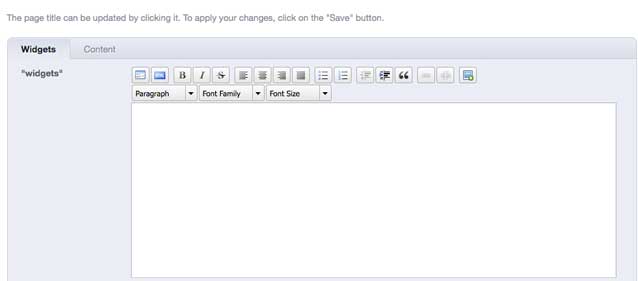 The page title can be updated by clicking it. To apply your changes, click on the "Save" button.
Widgets Content
"widgets"
B I S
Paragraph Font Family Font Size